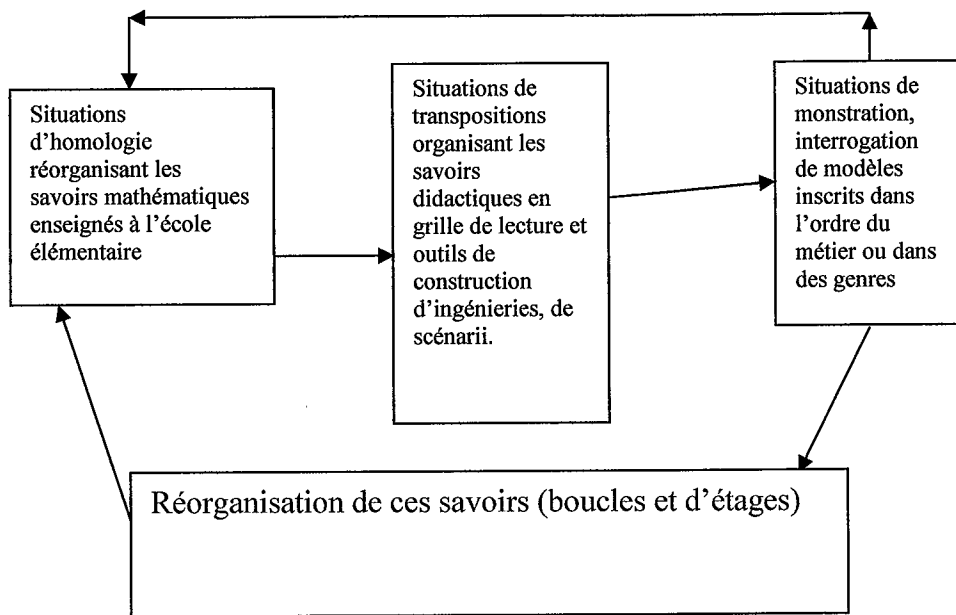 Situations
d'homologie
réorganisant les
savoirs mathématiques
enseignés à l'école
élémentaire
Situations de
transpositions
organisant les
savoirs
didactiques en
grille de lecture et
outils de
construction
d'ingénieries, de
scénarii.
Situations de
monstration,
interrogation
de modèles
inscrits dans
l'ordre du
métier ou dans
des genres
Réorganisation de ces savoirs (boucles et d'étages)